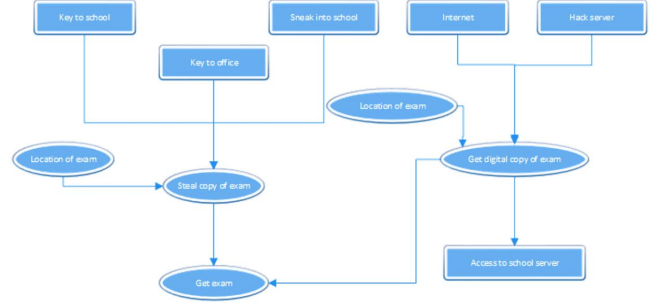 Key to school
Sneak into school
Internet
Hack server
Key to office
Location of exam
Location of exam
Get digital copy of exam
Steal copy of exam
Access to school server
Get exam